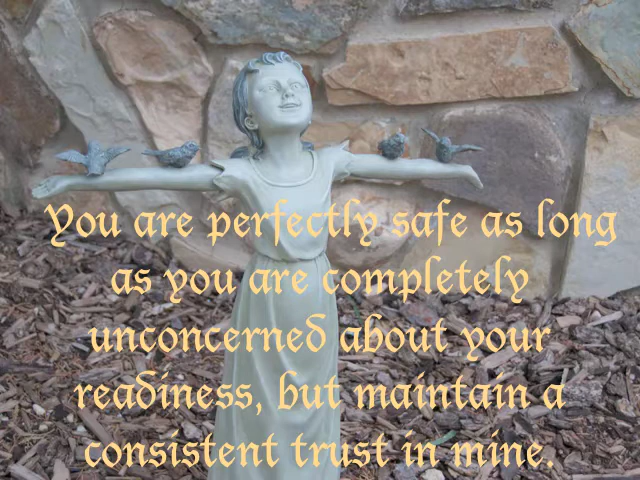 You are perfectly safe as long
as you are completely
unconcerned about your
readiness, but maintain a
consistent trust in mine.